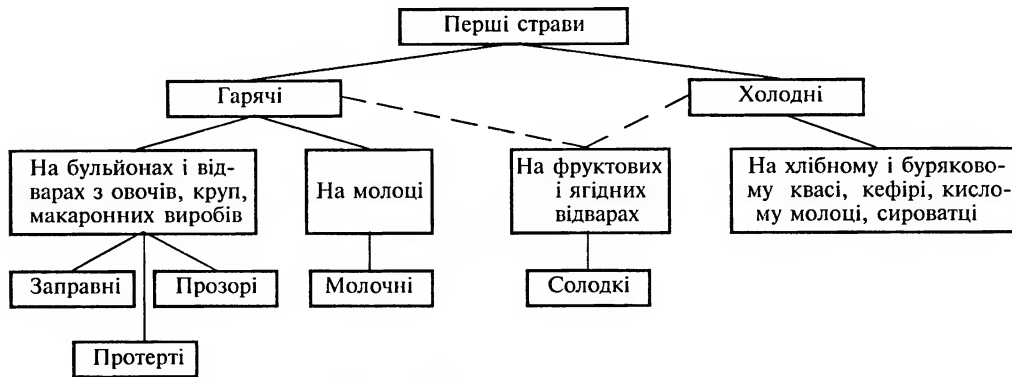 Перші страви
Гарячі
Холодні
На бульйонах і від-
варах з овочів, круп,
макаронних виробів
На молоці
На фруктових
і ягідних
відварах
На хлібному і буряково-
му квасі, кефірі, кисло-
му молоці, сироватці
Заправні
Прозорі
Молочні
Солодкі
Протерті